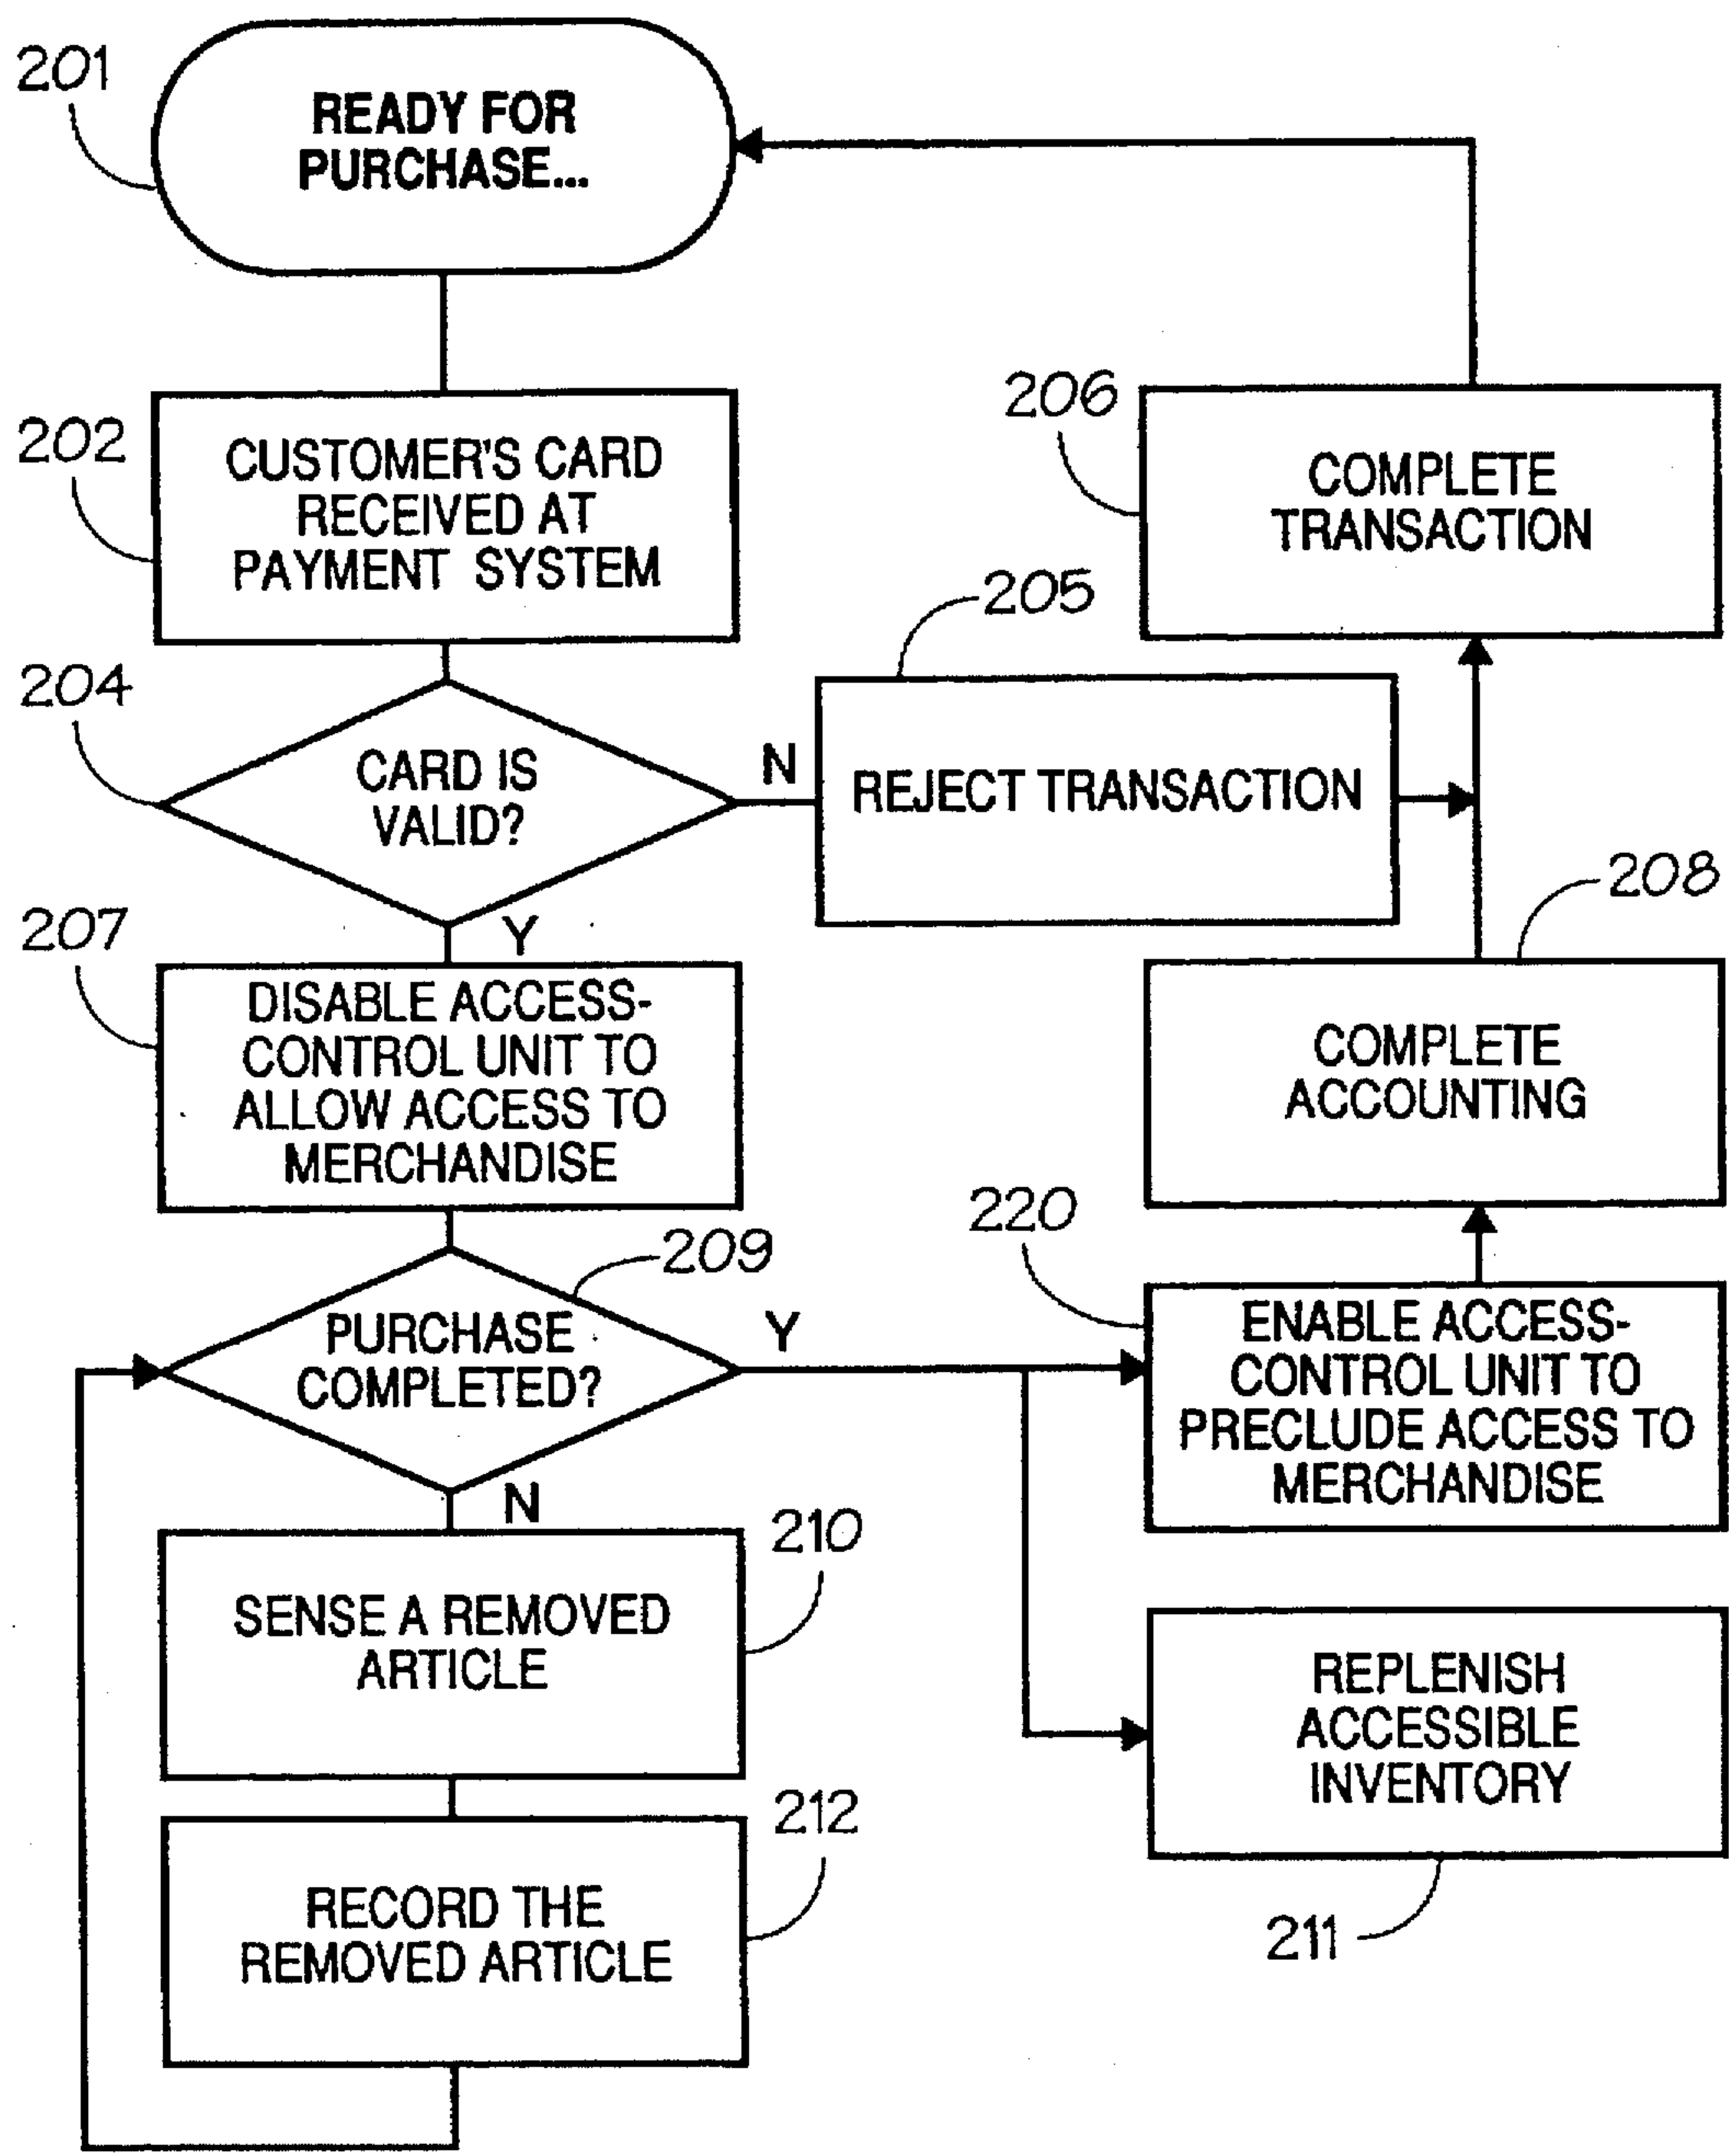 201
READY FOR
PURCHASE...
202
CUSTOMER'S CARD
RECEIVED AT
PAYMENT SYSTEM
206
COMPLETE
TRANSACTION
204
CARD IS
VALID?
N
Y
205
REJECT TRANSACTION
207
DISABLE ACCESS-
CONTROL UNIT TO
ALLOW ACCESS TO
MERCHANDISE
208
COMPLETE
ACCOUNTING
209
PURCHASE
COMPLETED?
Y
N
220
ENABLE ACCESS-
CONTROL UNIT TO
PRECLUDE ACCESS TO
MERCHANDISE
210
SENSE A REMOVED
ARTICLE
REPLENISH
ACCESSIBLE
INVENTORY
211
212
RECORD THE
REMOVED ARTICLE